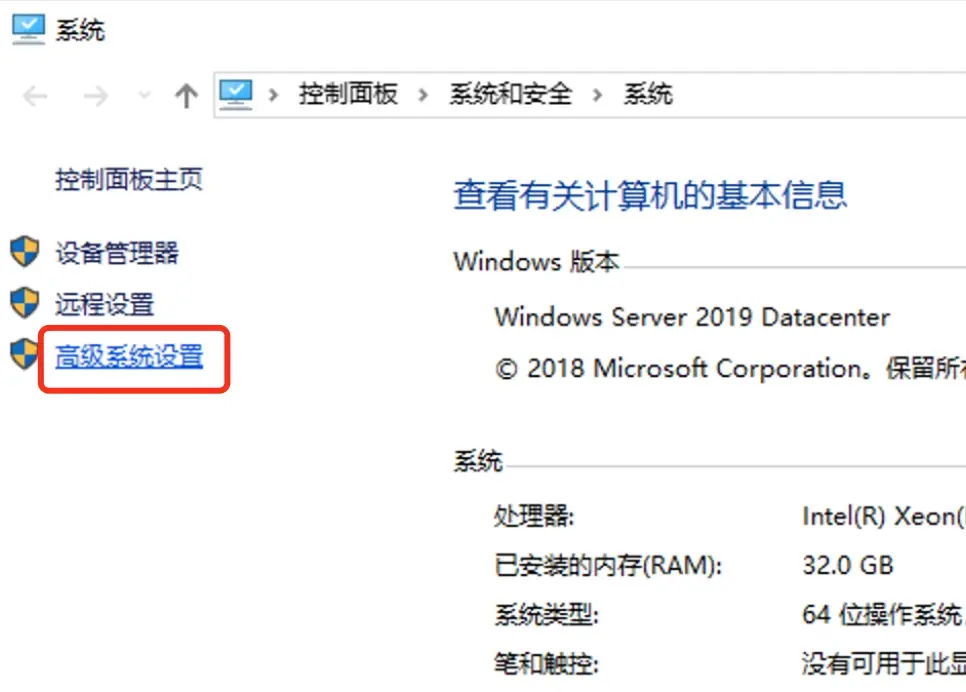 系统
控制面板 > 系统和安全 > 系统
控制面板主页
设备管理器
远程设置
高级系统设置
查看有关计算机的基本信息
Windows 版本
Windows Server 2019 Datacenter
© 2018 Microsoft Corporation。保留所
系统
处理器: Intel(R) Xeon(
已安装的内存(RAM): 32.0 GB
系统类型: 64 位操作系统
笔和触控: 没有可用于此